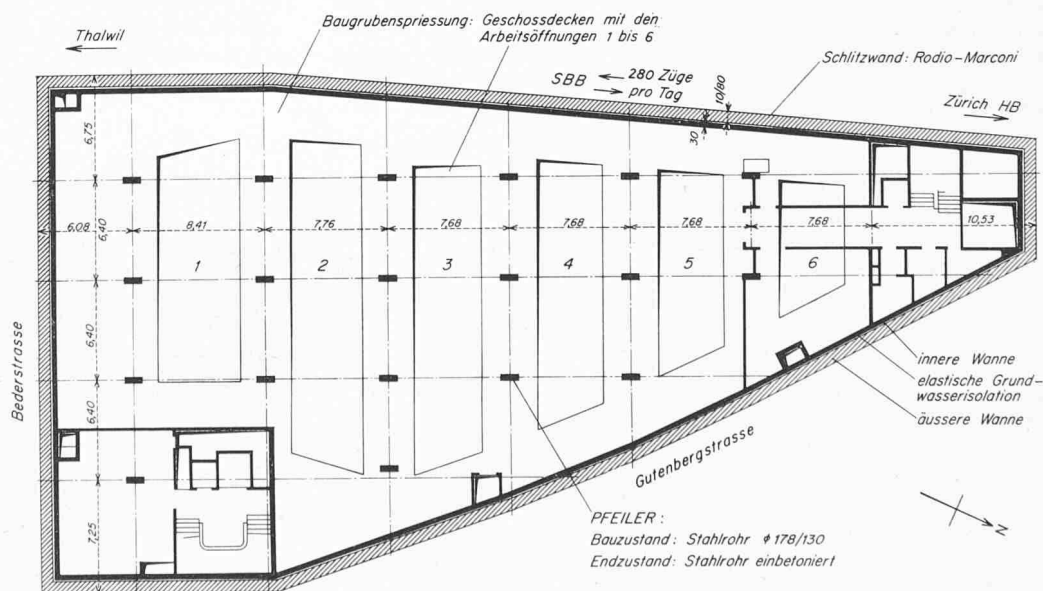 Baugrubenspriessung: Geschossdecken mit den
Arbeitsöffnungen 1 bis 6
Thalwil
SBB
280 Züge
pro Tag
Schlitzwand: Rodio-Marconi
Zürich HB
10/80
30
6,75
6,40
6,40
6,40
7,25
6,08
8,41
7,76
7,68
7,68
7,68
7,68
10,53
1
2
3
4
5
6
Bederstrasse
Gutenbergstrasse
innere Wanne
elastische Grund-
wasserisolation
äussere Wanne
PFEILER:
Bauzustand: Stahlrohr ϕ 178/130
Endzustand: Stahlrohr einbetoniert
N